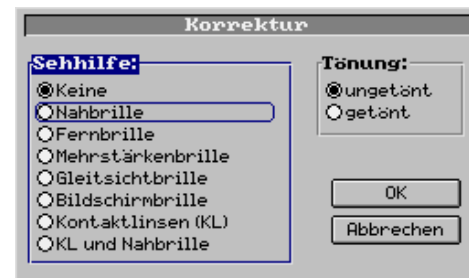 Korrektur
Sehhilfe:
Keine
Nahbrille
Fernbrille
Mehrstärkenbrille
Gleitsichtbrille
Bildschirmbrille
Kontaktlinsen (KL)
KL und Nahbrille
Tönung:
ungetönt
getönt
OK
Abbrechen